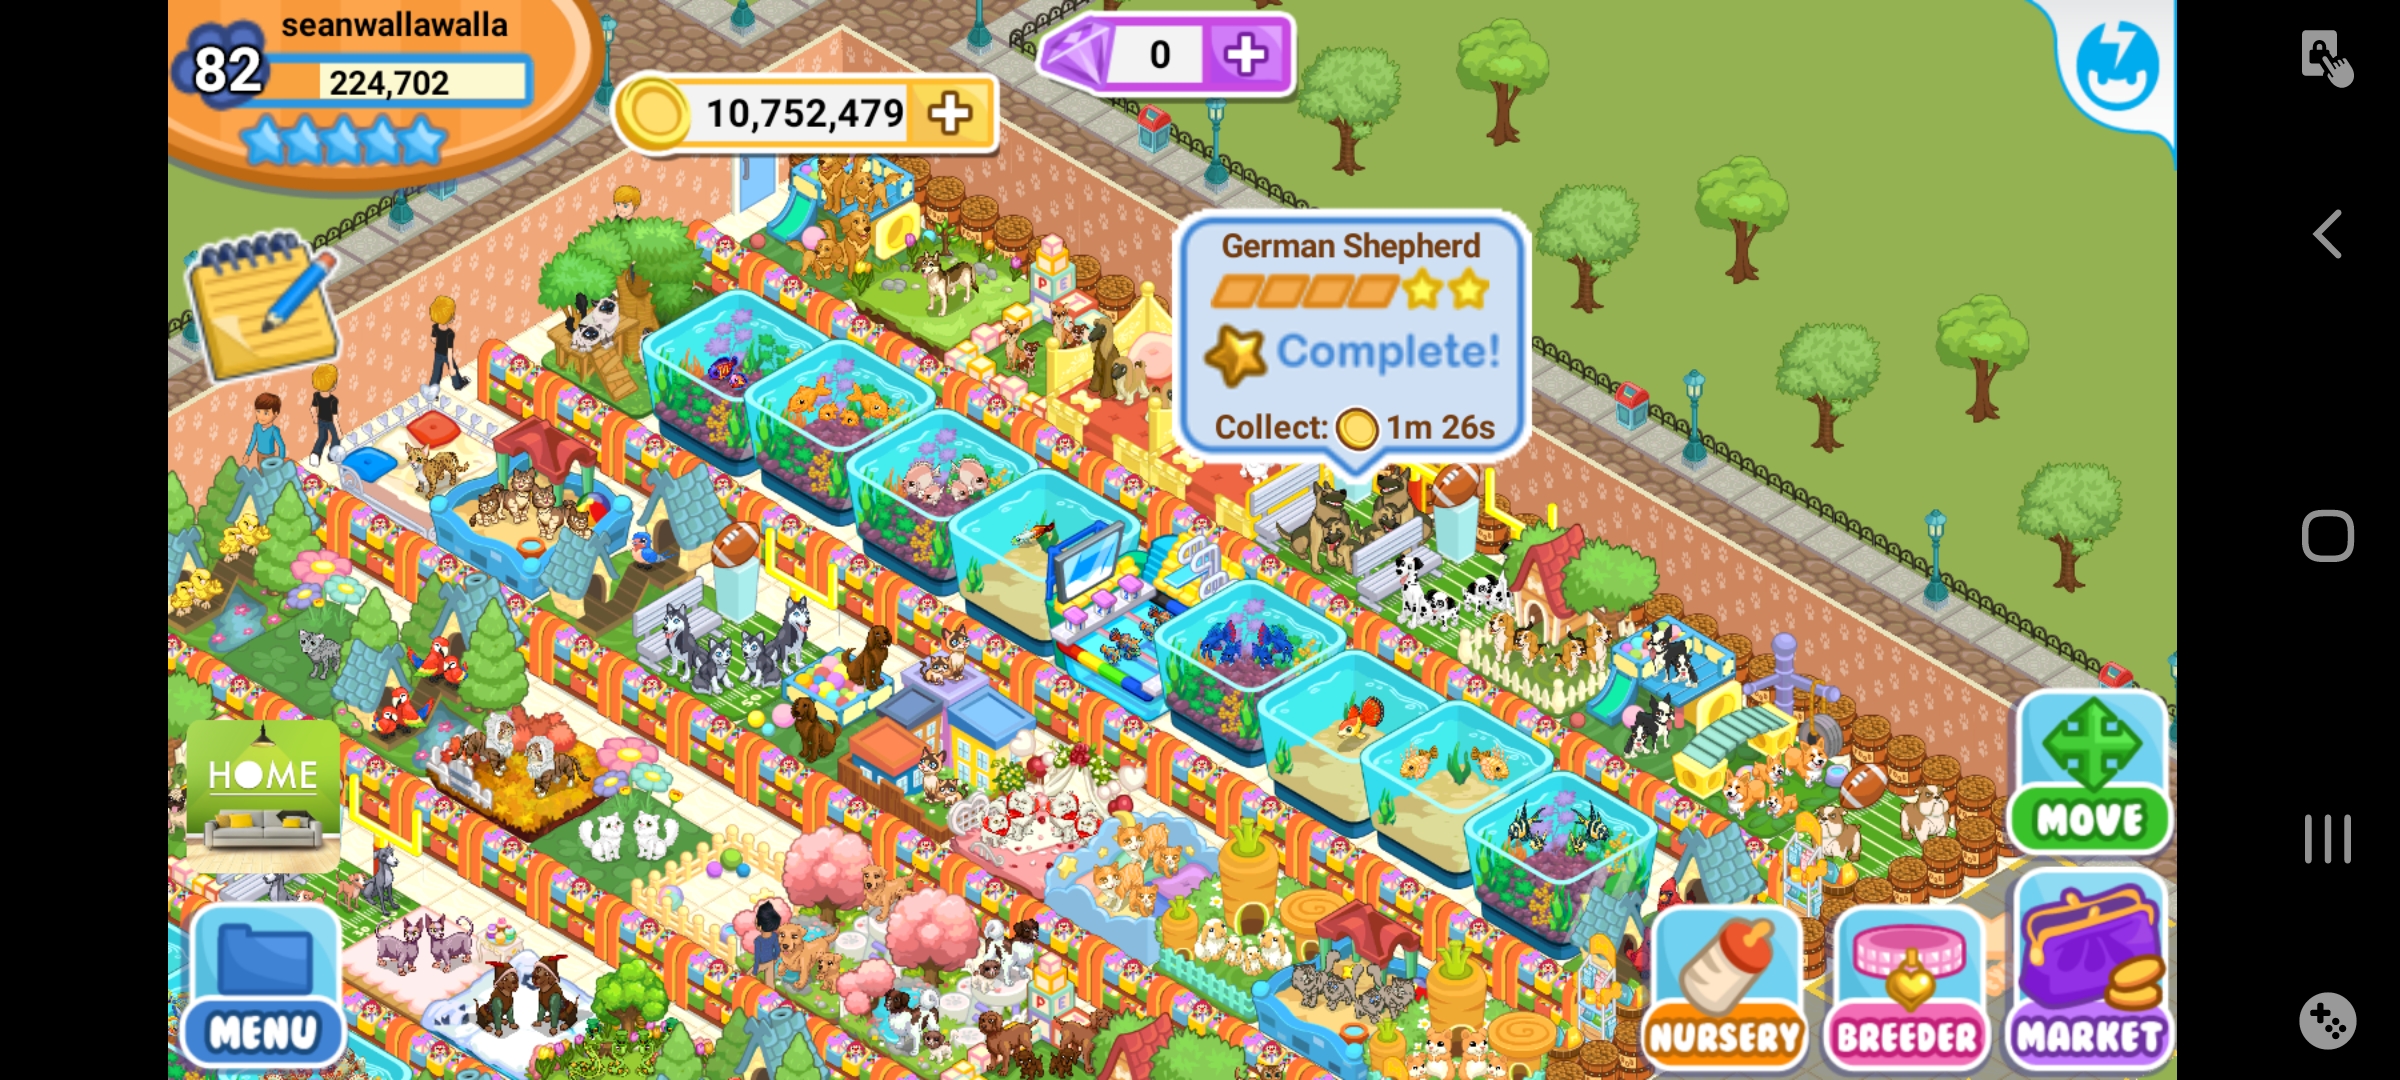 seanwallawalla
82
224,702
10,752,479
0
German Shepherd
Complete!
Collect: 1m 26s
HOME
MENU
MOVE
NURSERY
BREEDER
MARKET